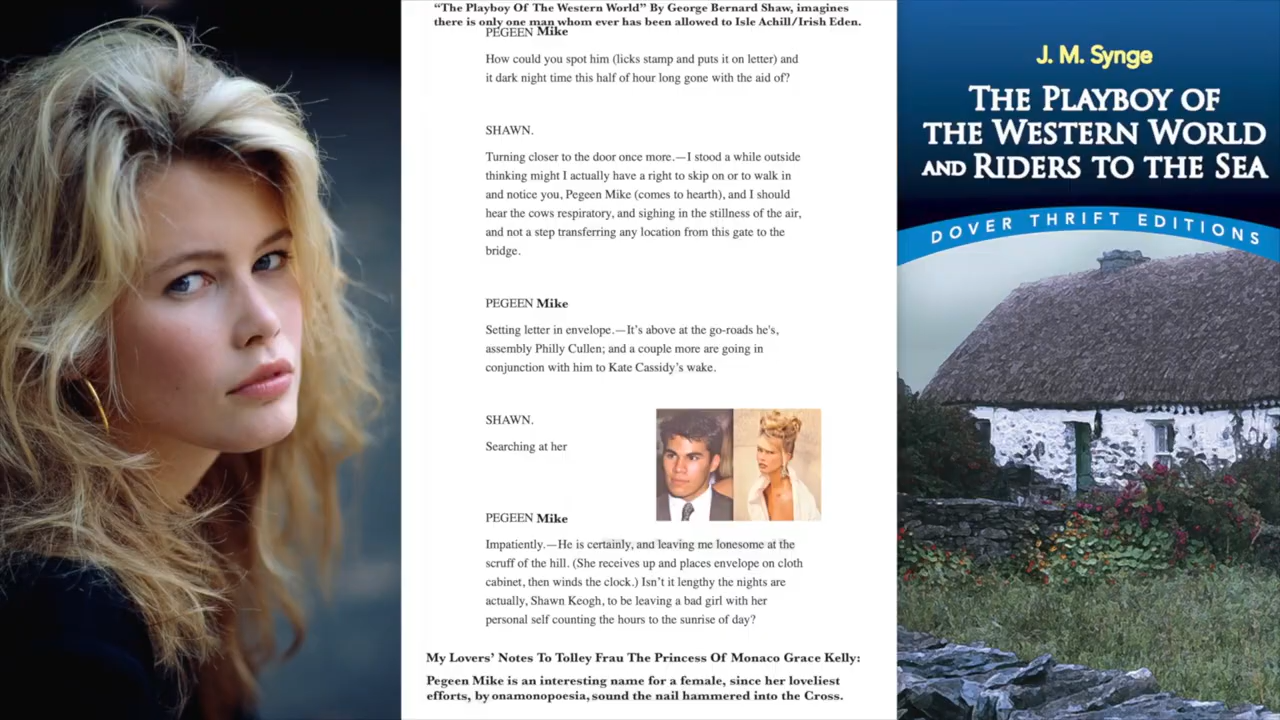 “The Playboy Of The Western World” By George Bernard Shaw, imagines
there is only one man whom ever has been allowed to Isle Achill/Irish Eden.
PEGEEN Mike
How could you spot him (licks stamp and puts it on letter) and
it dark night time this half of hour long gone with the aid of?
SHAWN.
Turning closer to the door once more.—I stood a while outside
thinking might I actually have a right to skip on or to walk in
and notice you, Pegeen Mike (comes to hearth), and I should
hear the cows respiratory, and sighing in the stillness of the air,
and not a step transferring any location from this gate to the
bridge.
PEGEEN Mike
Setting letter in envelope.—It’s above at the go-roads he's,
assembly Philly Cullen; and a couple more are going in
conjunction with him to Kate Cassidy’s wake.
SHAWN.
Searching at her
PEGEEN Mike
Impatiently.—He is certainly, and leaving me lonesome at the
scruff of the hill. (She receives up and places envelope on cloth
cabinet, then winds the clock.) Isn’t it lengthy the nights are
actually, Shawn Keogh, to be leaving a bad girl with her
personal self counting the hours to the sunrise of day?
My Lovers’ Notes To Tolley Frau The Princess Of Monaco Grace Kelly:
Pegeen Mike is an interesting name for a female, since her loveliest
efforts, by onamonopoesia, sound the nail hammered into the Cross.
J. M. Synge
THE PLAYBOY OF
THE WESTERN WORLD
AND RIDERS TO THE SEA
DOVER THRIFT EDITIONS